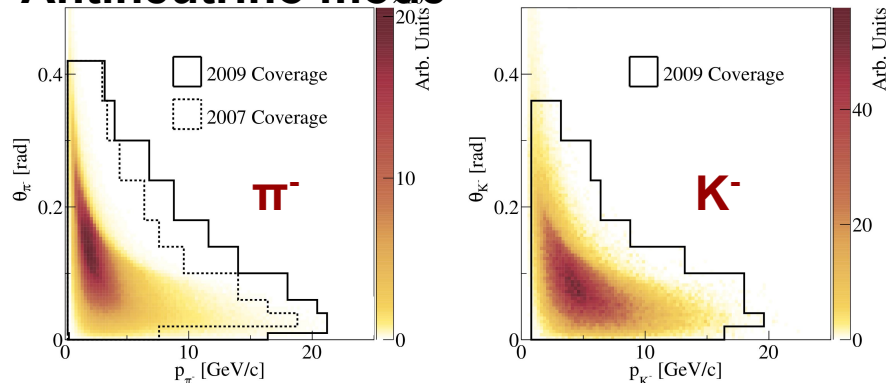 Antineutrino mode
20
Arb. Units
0.4
2009 Coverage
2007 Coverage
θπ- [rad]
π-
10
0.2
0
0
10
20
0
pπ- [GeV/c]
Arb. Units
0.4
2009 Coverage
40
θK- [rad]
K-
0.2
20
0
0
10
20
0
pK- [GeV/c]